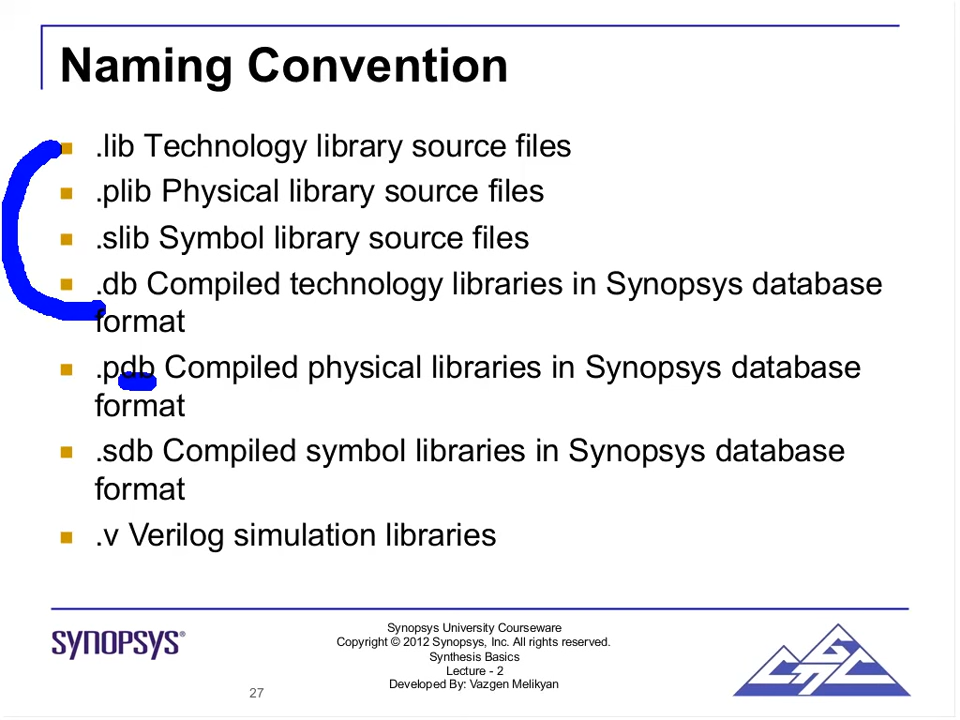 Naming Convention
.lib Technology library source files
.plib Physical library source files
.slib Symbol library source files
.db Compiled technology libraries in Synopsys database
format
.pdb Compiled physical libraries in Synopsys database
format
.sdb Compiled symbol libraries in Synopsys database
format
.v Verilog simulation libraries
SYNOPSYS®
Synopsys University Courseware
Copyright © 2012 Synopsys, Inc. All rights reserved.
Synthesis Basics
Lecture - 2
Developed By: Vazgen Melikyan
27